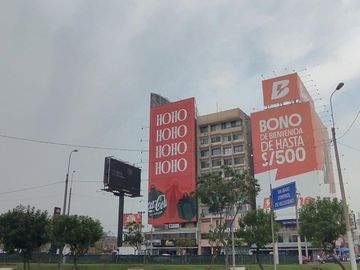 HOHO
HOHO
HOHO
HOHO
Coca-Cola
B
BONO
DE BIENVENIDA
DE HASTA
S/500